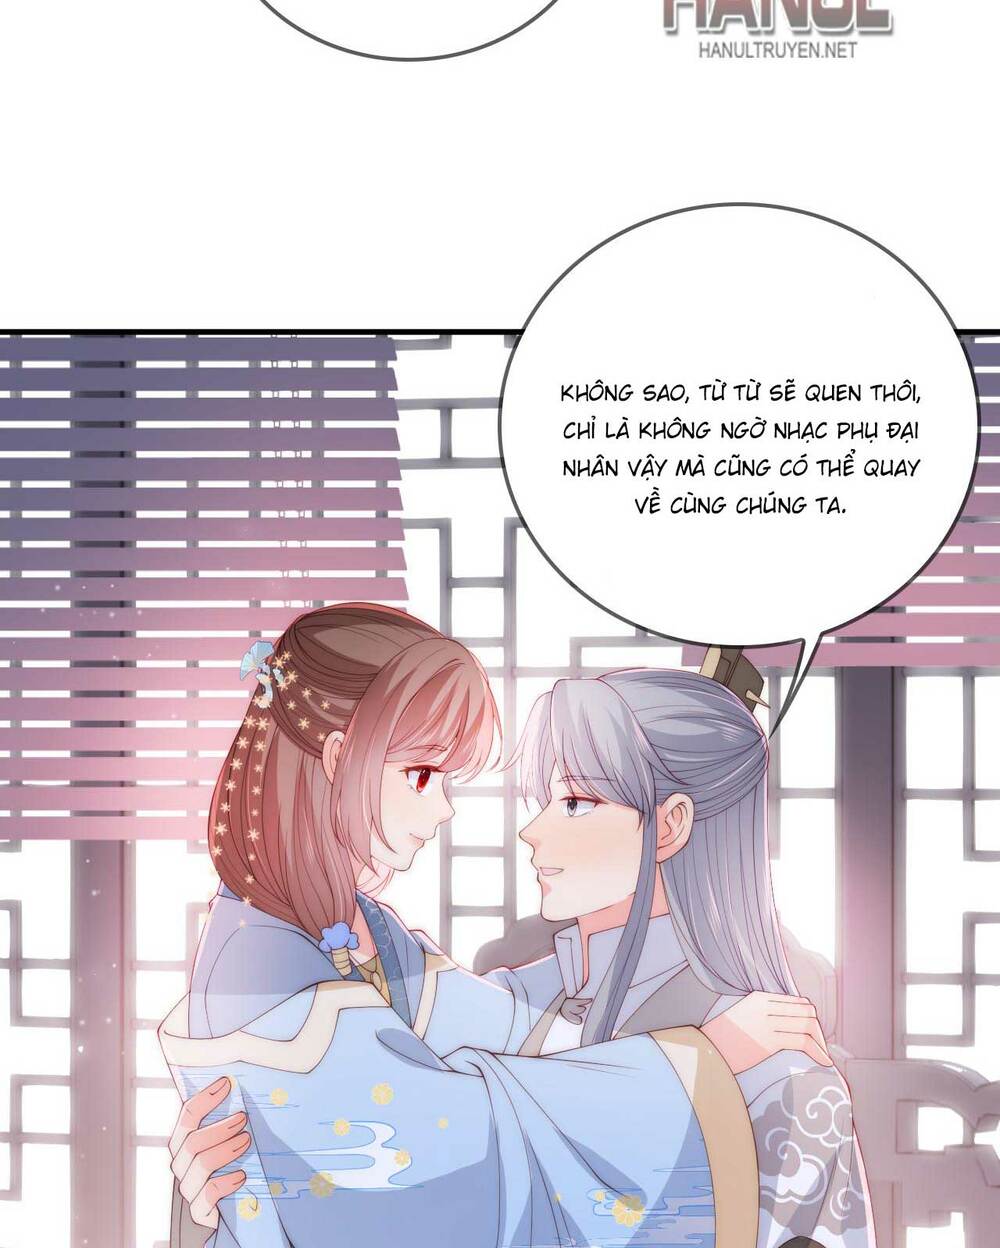 HANUL
HANULTRUYEN.NET
KHÔNG SAO, TỪ TỪ SẼ QUEN THÔI,
CHỈ LÀ KHÔNG NGỜ NHẠC PHỤ ĐẠI
NHÂN VẬY MÀ CŨNG CÓ THỂ QUAY
VỀ CÙNG CHÚNG TA.